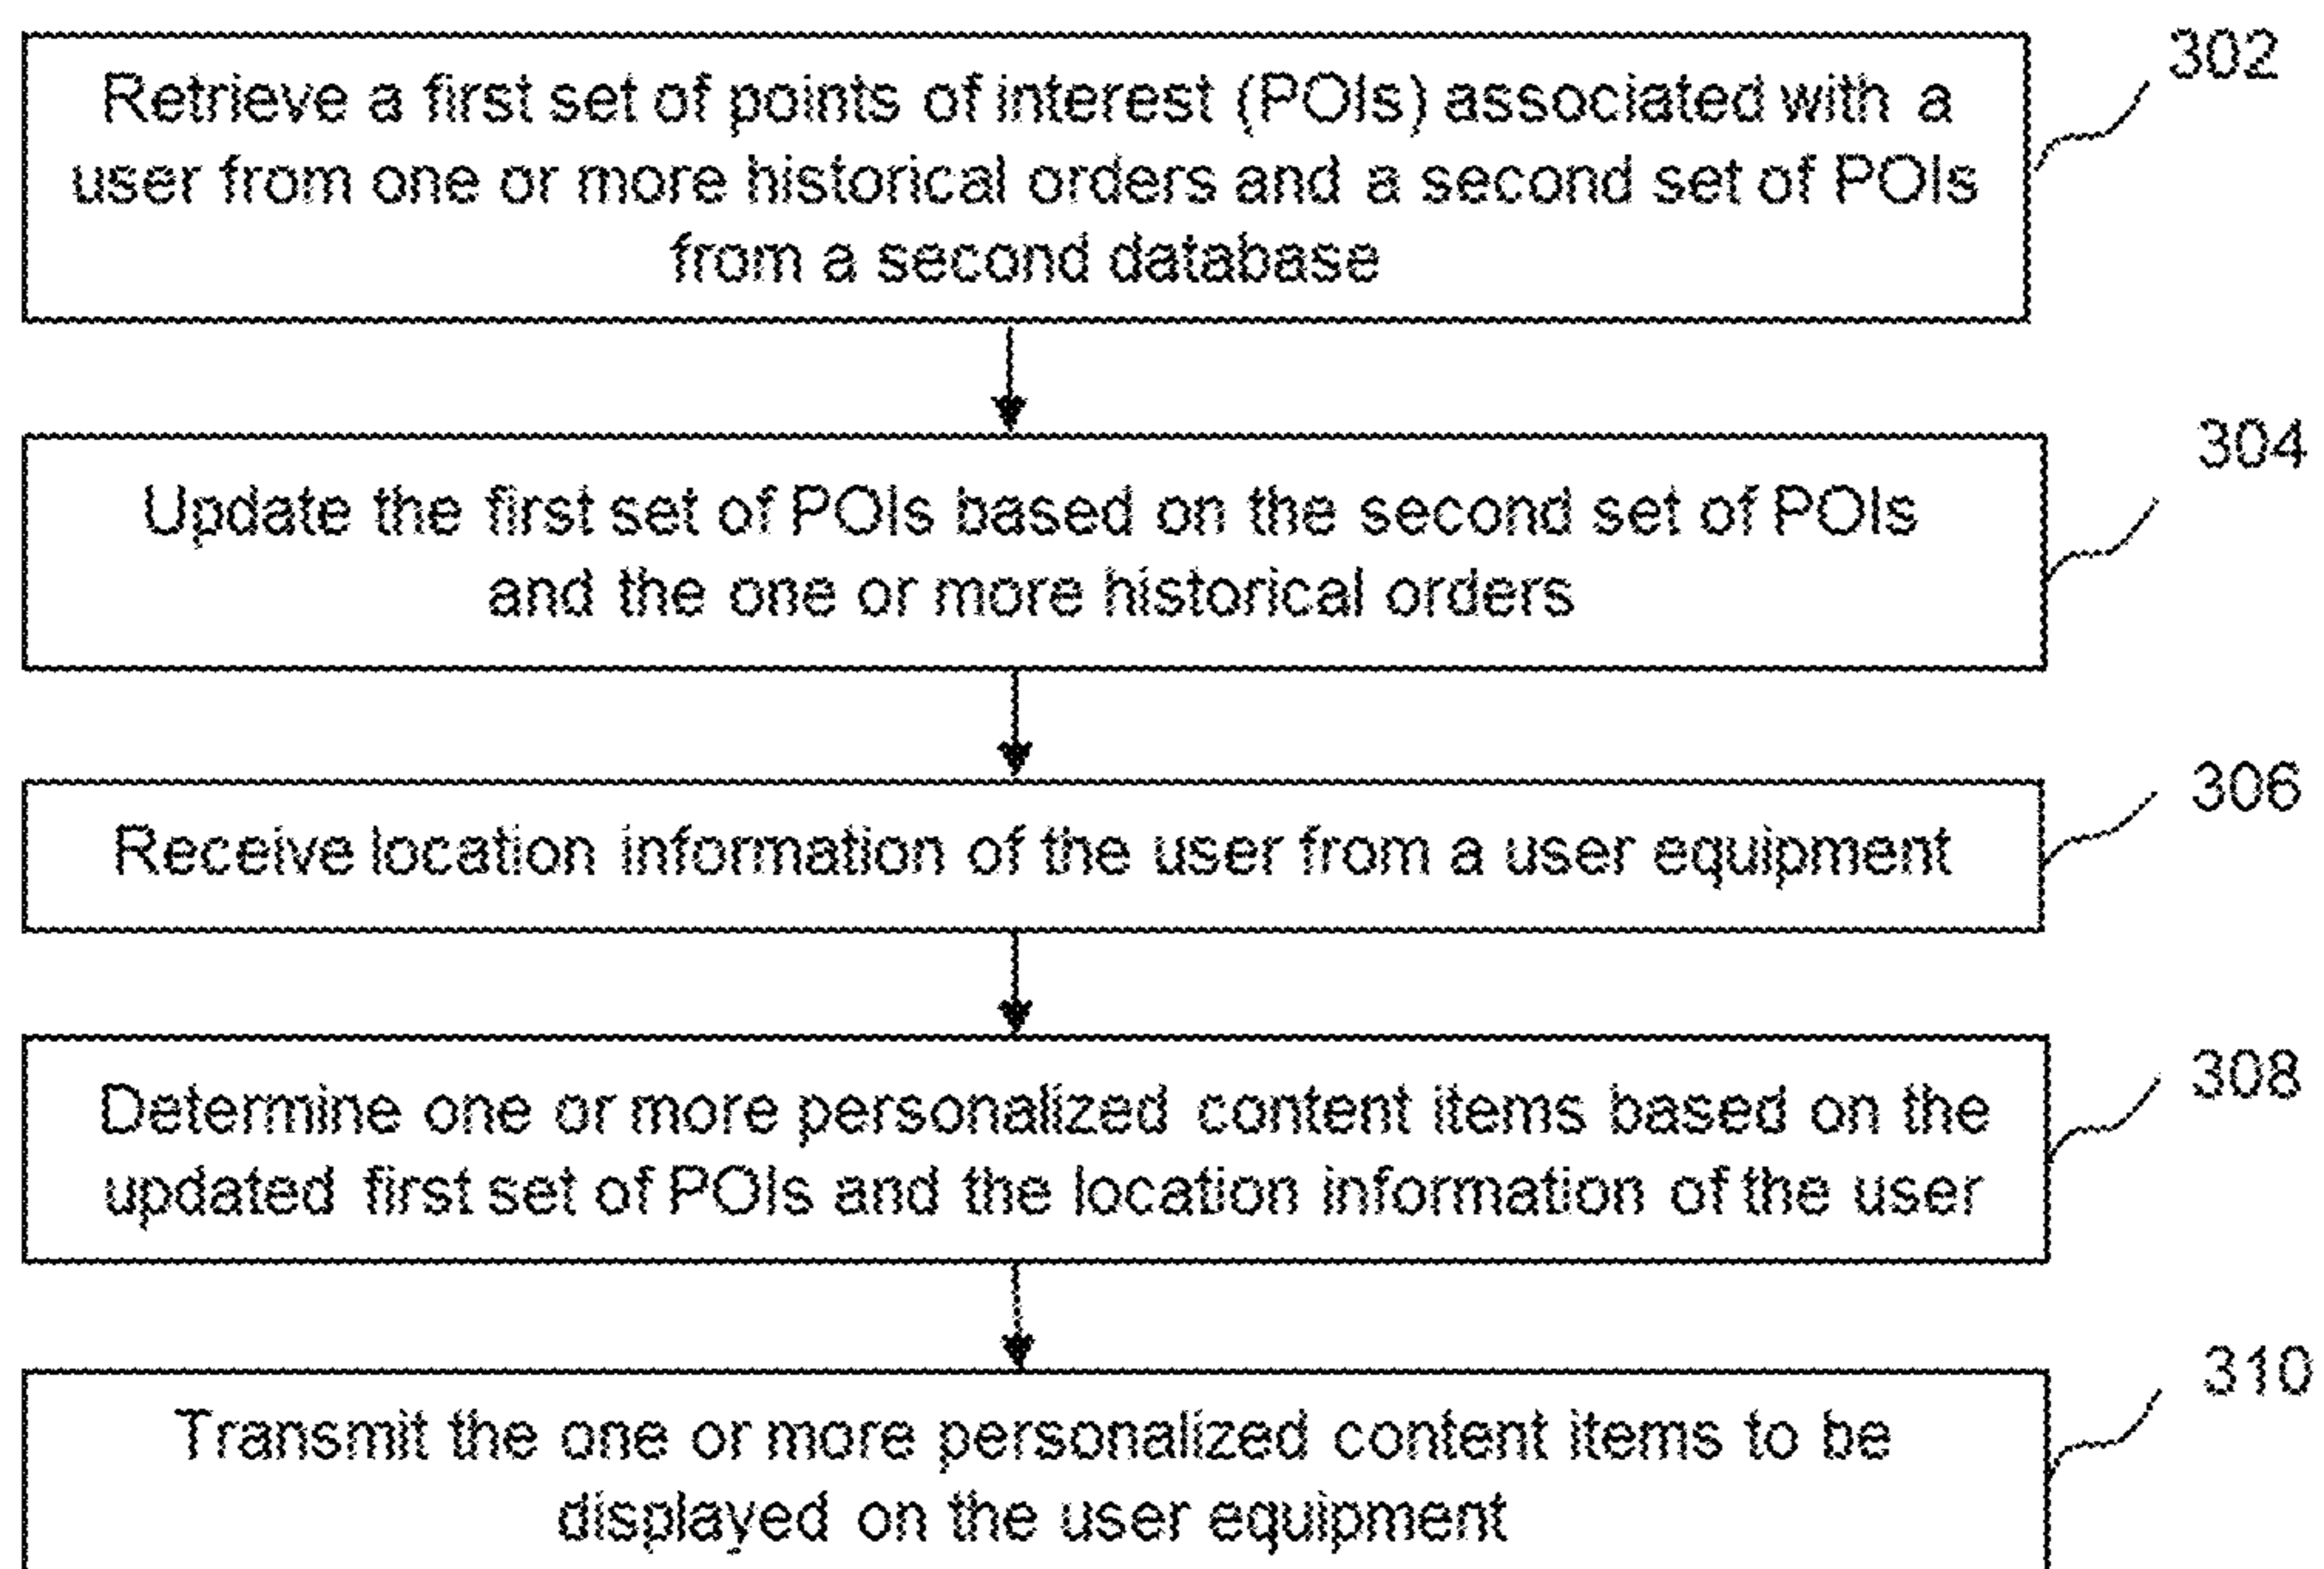 302
Retrieve a first set of points of interest (POIs) associated with a
user from one or more historical orders and a second set of POIs
from a second database
304
Update the first set of POIs based on the second set of POIs
and the one or more historical orders
306
Receive location information of the user from a user equipment
308
Determine one or more personalized content items based on the
updated first set of POIs and the location information of the user
310
Transmit the one or more personalized content items to be
displayed on the user equipment